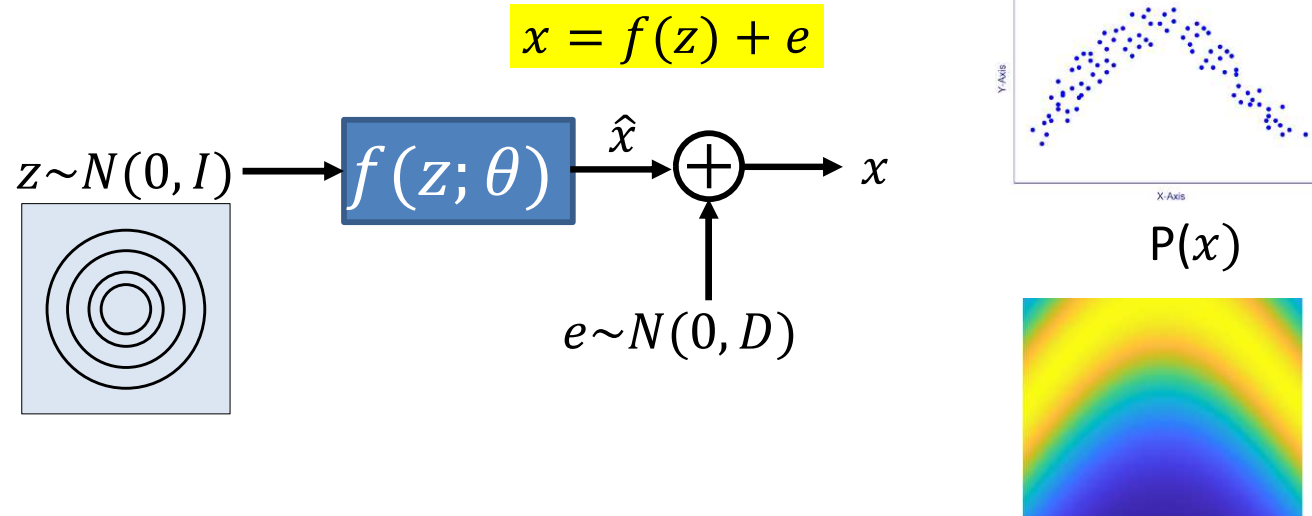 x = f(z) + e
z~N(0, I)
f(z; θ)
x̂
x
e~N(0, D)
Y-Axis
X-Axis
P(x)